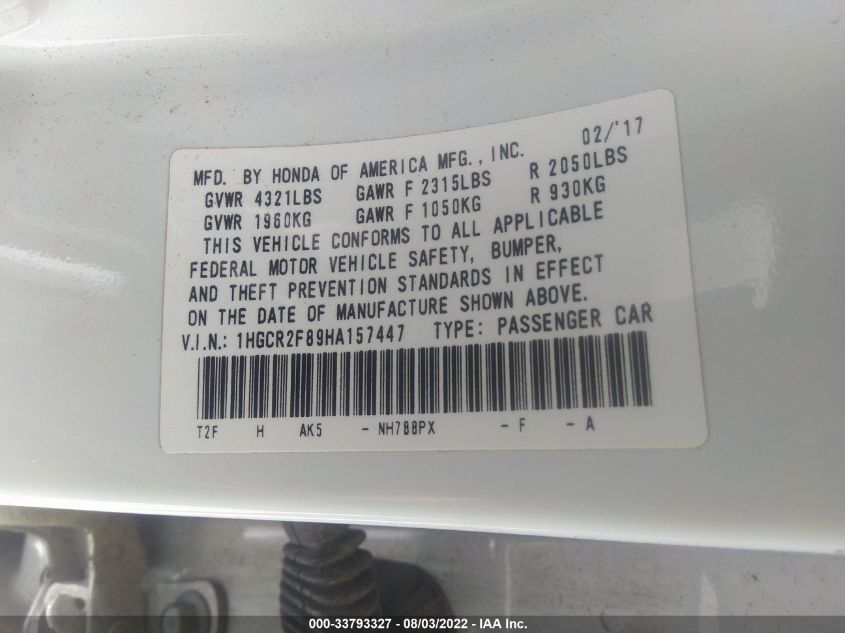 MFD. BY HONDA OF AMERICA MFG., INC. 02/'17
GVWR 4321LBS GAWR F 2315LBS R 2050LBS
GVWR 1960KG GAWR F 1050KG R 930KG
THIS VEHICLE CONFORMS TO ALL APPLICABLE
FEDERAL MOTOR VEHICLE SAFETY, BUMPER,
AND THEFT PREVENTION STANDARDS IN EFFECT
ON THE DATE OF MANUFACTURE SHOWN ABOVE.
V.I.N.: 1HGCR2F89HA157447 TYPE: PASSENGER CAR
T2F H AK5 - NH788PX - F - A
000-33793327 - 08/03/2022 - IAA Inc.